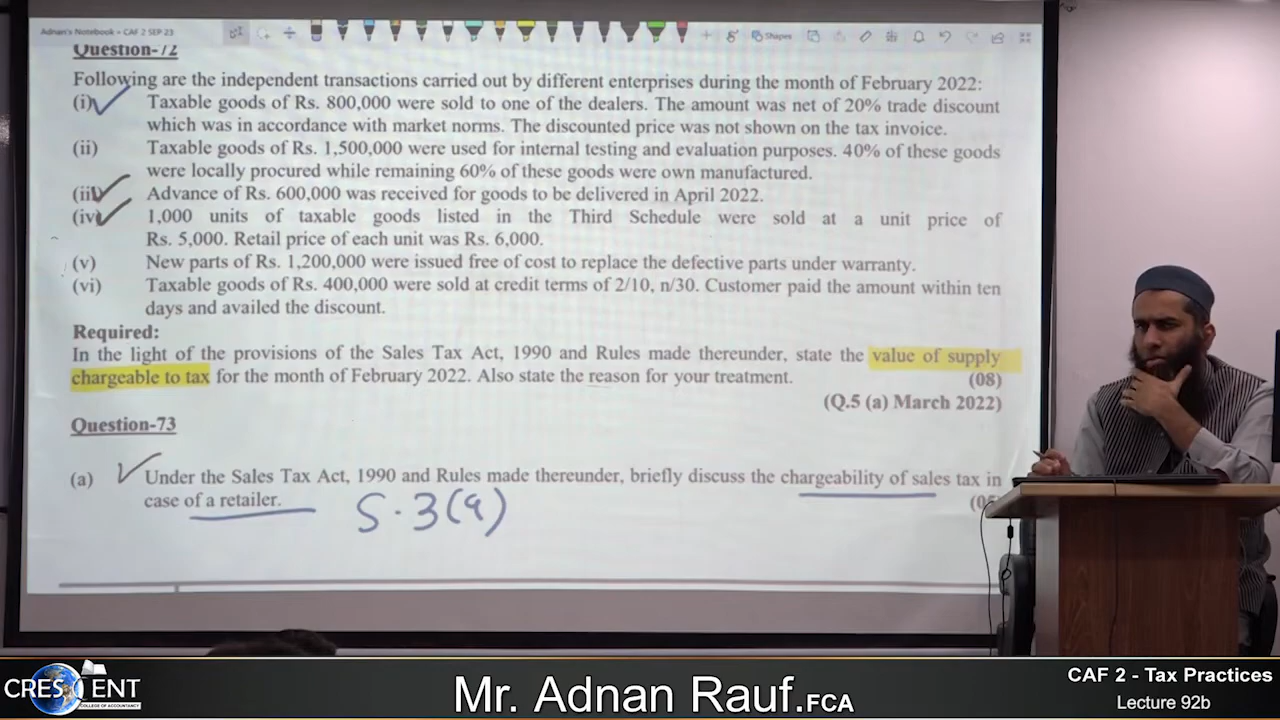 Adnan's Notebook » CAF 2 SEP 23
Shapes
Question-72
Following are the independent transactions carried out by different enterprises during the month of February 2022:
(i) Taxable goods of Rs. 800,000 were sold to one of the dealers. The amount was net of 20% trade discount
which was in accordance with market norms. The discounted price was not shown on the tax invoice.
(ii) Taxable goods of Rs. 1,500,000 were used for internal testing and evaluation purposes. 40% of these goods
were locally procured while remaining 60% of these goods were own manufactured.
(iii) Advance of Rs. 600,000 was received for goods to be delivered in April 2022.
(iv) 1,000 units of taxable goods listed in the Third Schedule were sold at a unit price of
Rs. 5,000. Retail price of each unit was Rs. 6,000.
(v) New parts of Rs. 1,200,000 were issued free of cost to replace the defective parts under warranty.
(vi) Taxable goods of Rs. 400,000 were sold at credit terms of 2/10, n/30. Customer paid the amount within ten
days and availed the discount.
Required:
In the light of the provisions of the Sales Tax Act, 1990 and Rules made thereunder, state the value of supply
chargeable to tax for the month of February 2022. Also state the reason for your treatment. (08)
(Q.5 (a) March 2022)
Question-73
(a) Under the Sales Tax Act, 1990 and Rules made thereunder, briefly discuss the chargeability of sales tax in
case of a retailer.
S. 3(9)
CRESCENT
COLLEGE OF ACCOUNTANCY
Mr. Adnan Rauf.FCA
CAF 2 - Tax Practices
Lecture 92b